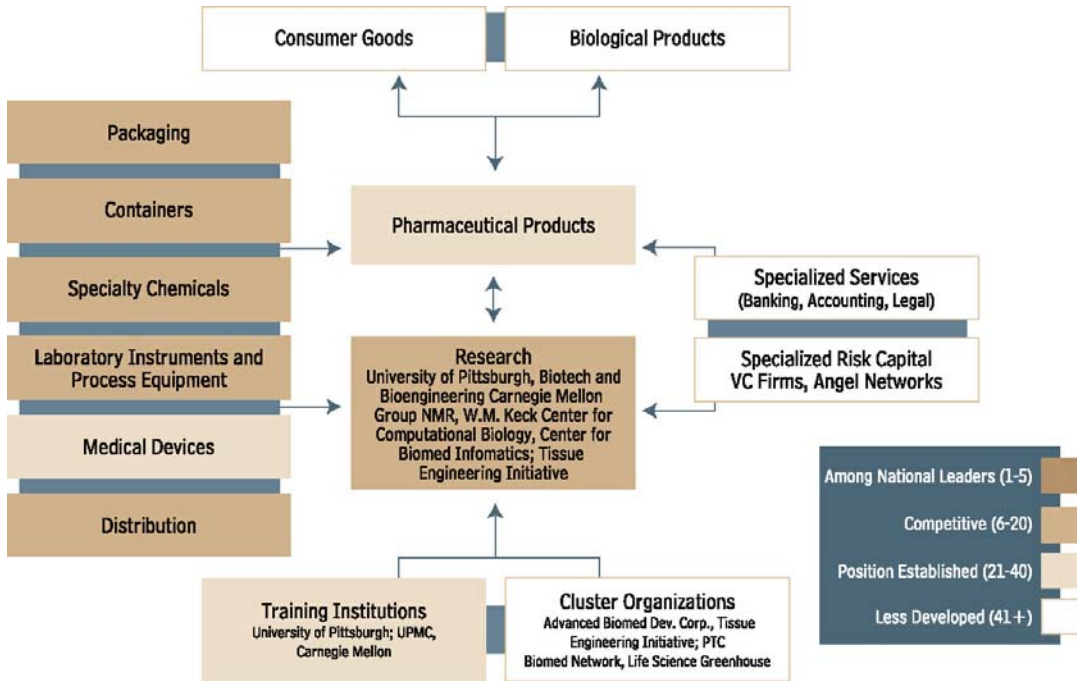 Consumer Goods
Biological Products
Packaging
Containers
Specialty Chemicals
Laboratory Instruments and
Process Equipment
Medical Devices
Distribution
Pharmaceutical Products
Research
University of Pittsburgh, Biotech and
Bioengineering Carnegie Mellon
Group NMR, W.M. Keck Center for
Computational Biology, Center for
Biomed Infomatics; Tissue
Engineering Initiative
Specialized Services
(Banking, Accounting, Legal)
Specialized Risk Capital
VC Firms, Angel Networks
Training Institutions
University of Pittsburgh; UPMC,
Carnegie Mellon
Cluster Organizations
Advanced Biomed Dev. Corp., Tissue
Engineering Initiative; PTC
Biomed Network, Life Science Greenhouse
Among National Leaders (1-5)
Competitive (6-20)
Position Established (21-40)
Less Developed (41+)